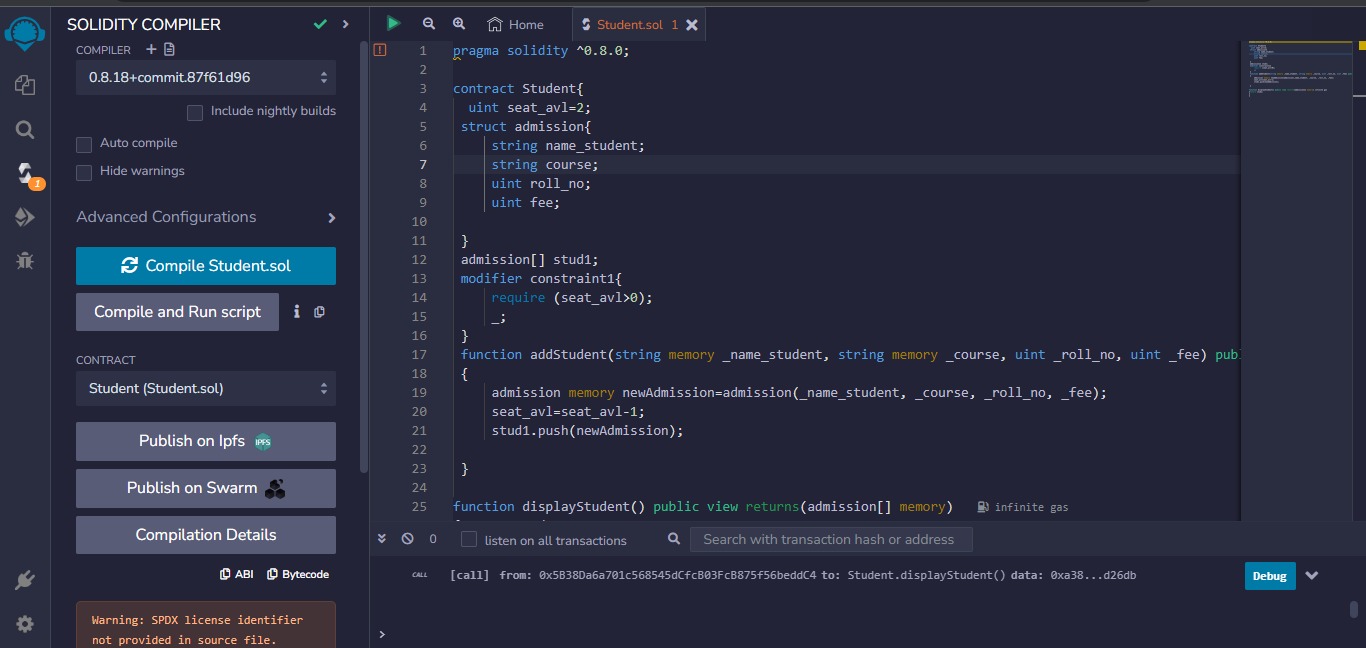 SOLIDITY COMPILER
COMPILER
0.8.18+commit.87f61d96
Include nightly builds
Auto compile
Hide warnings
Advanced Configurations
Compile Student.sol
Compile and Run script
CONTRACT
Student (Student.sol)
Publish on Ipfs IPFS
Publish on Swarm
Compilation Details
ABI Bytecode
Warning: SPDX license identifier
not provided in source file.
1
Home Student.sol 1
1 pragma solidity ^0.8.0;
2
3 contract Student{
4 uint seat_avl=2;
5 struct admission{
6 string name_student;
7 string course;
8 uint roll_no;
9 uint fee;
10
11 }
12 admission[] stud1;
13 modifier constraint1{
14 require (seat_avl>0);
15 _;
16 }
17 function addStudent(string memory _name_student, string memory _course, uint _roll_no, uint _fee) pub
18 {
19 admission memory newAdmission=admission(_name_student, _course, _roll_no, _fee);
20 seat_avl=seat_avl-1;
21 stud1.push(newAdmission);
22
23 }
24
25 function displayStudent() public view returns(admission[] memory) infinite gas
0 listen on all transactions Search with transaction hash or address
CALL [call] from: 0x5B38Da6a701c568545dCfcB03FcB875f56beddC4 to: Student.displayStudent() data: 0xa38...d26db Debug
>